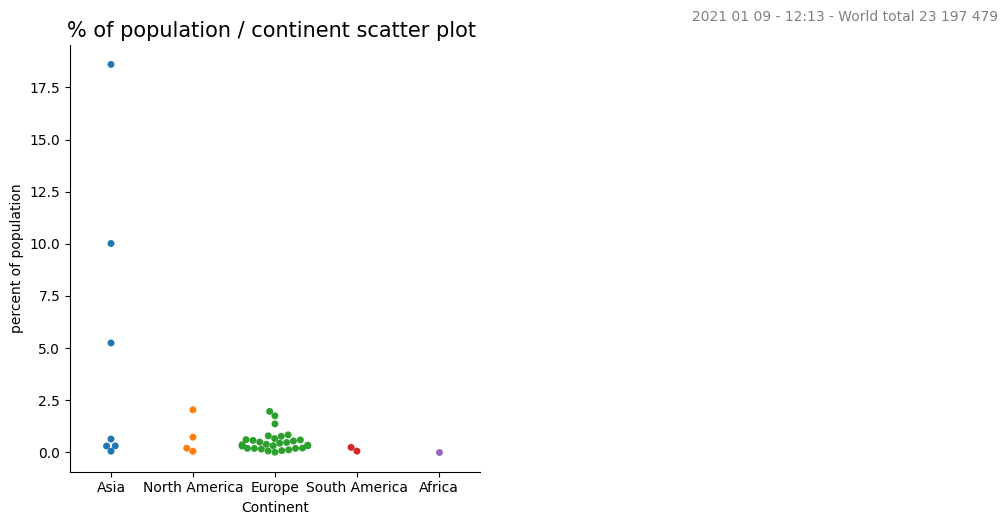 2021 01 09 - 12:13 - World total 23 197 479
% of population / continent scatter plot
percent of population
17.5
15.0
12.5
10.0
7.5
5.0
2.5
0.0
Asia North America Europe South America Africa
Continent